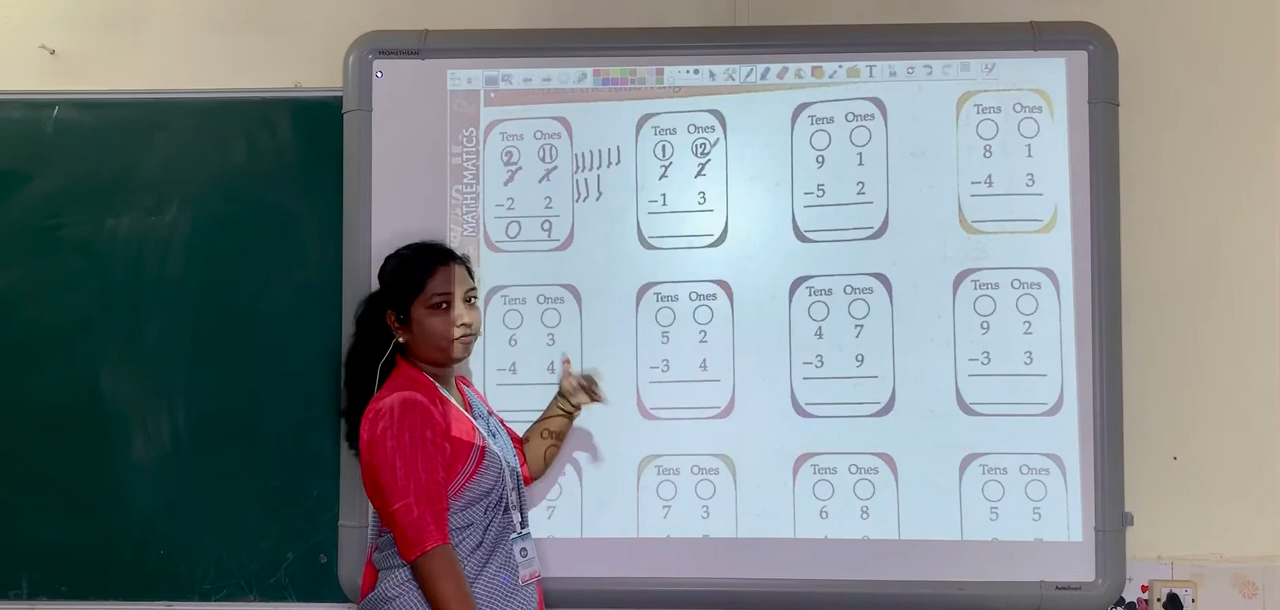 PROMETHEAN
MATHEMATICS
Tens Ones
2 11
3 1
-2 2
0 9
Tens Ones
1 12
2 2
-1 3
Tens Ones
9 1
-5 2
Tens Ones
8 1
-4 3
Tens Ones
6 3
-4 4
Tens Ones
5 2
-3 4
Tens Ones
4 7
-3 9
Tens Ones
9 2
-3 3
7
Tens Ones
7 3
Tens Ones
6 8
Tens Ones
5 5
ActivBoard